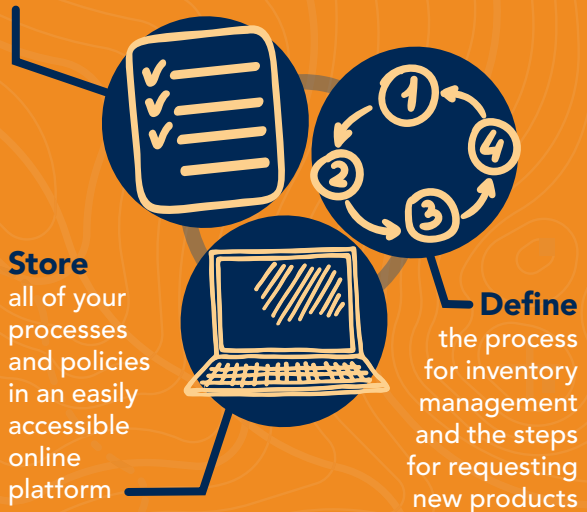 1
2
3
4
Store
all of your
processes
and policies
in an easily
accessible
online
platform
Define
the process
for inventory
management
and the steps
for requesting
new products